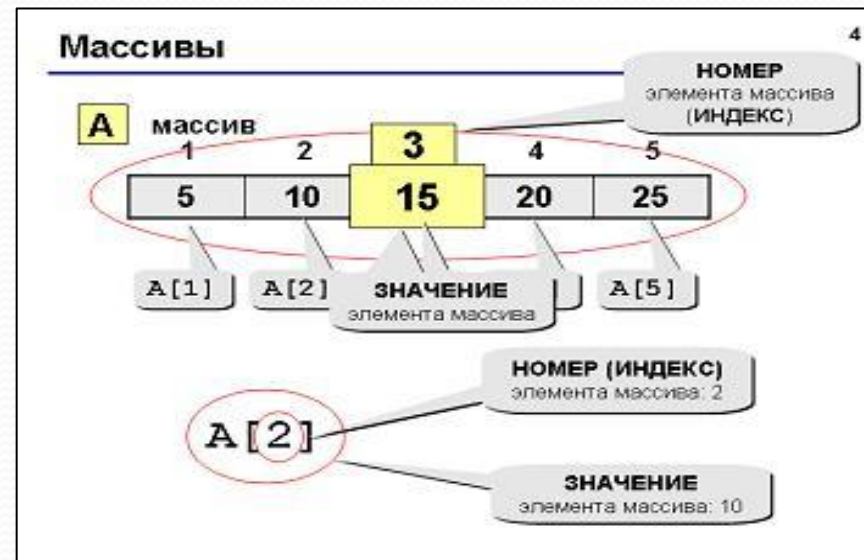 Массивы
4
НОМЕР
элемента массива
(ИНДЕКС)
A
массив
1 2 3 4 5
5 10 15 20 25
A[1] A[2] A[5]
ЗНАЧЕНИЕ
элемента массива
НОМЕР (ИНДЕКС)
элемента массива: 2
A[2]
ЗНАЧЕНИЕ
элемента массива: 10